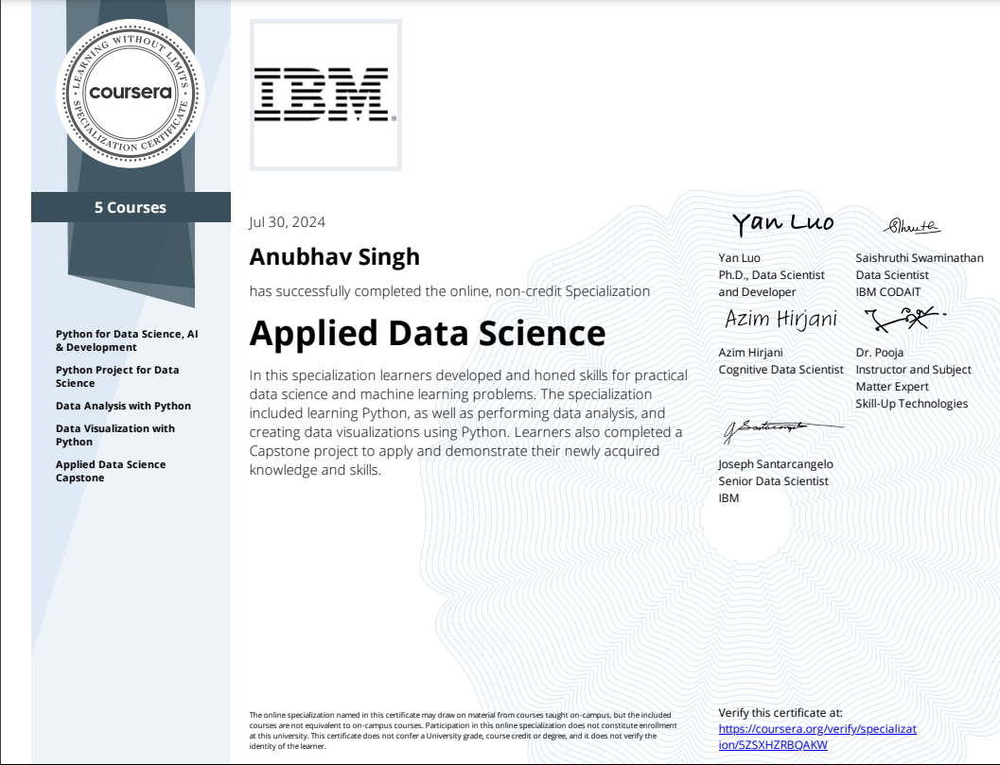 LEARNING WITHOUT LIMITS
coursera
SPECIALIZATION CERTIFICATE
5 Courses
Python for Data Science, AI
& Development
Python Project for Data
Science
Data Analysis with Python
Data Visualization with
Python
Applied Data Science
Capstone
IBM®
Jul 30, 2024
Anubhav Singh
has successfully completed the online, non-credit Specialization
Applied Data Science
In this specialization learners developed and honed skills for practical
data science and machine learning problems. The specialization
included learning Python, as well as performing data analysis, and
creating data visualizations using Python. Learners also completed a
Capstone project to apply and demonstrate their newly acquired
knowledge and skills.
Yan Luo
Yan Luo
Ph.D., Data Scientist
and Developer
Saishruthi Swaminathan
Data Scientist
IBM CODAIT
Azim Hirjani
Azim Hirjani
Cognitive Data Scientist
Dr. Pooja
Instructor and Subject
Matter Expert
Skill-Up Technologies
Joseph Santarcangelo
Senior Data Scientist
IBM
The online specialization named in this certificate may draw on material from courses taught on-campus, but the included
courses are not equivalent to on-campus courses. Participation in this online specialization does not constitute enrollment
at this university. This certificate does not confer a University grade, course credit or degree, and it does not verify the
identity of the learner.
Verify this certificate at:
https://coursera.org/verify/specializat
ion/5ZSXHZRBQAKW